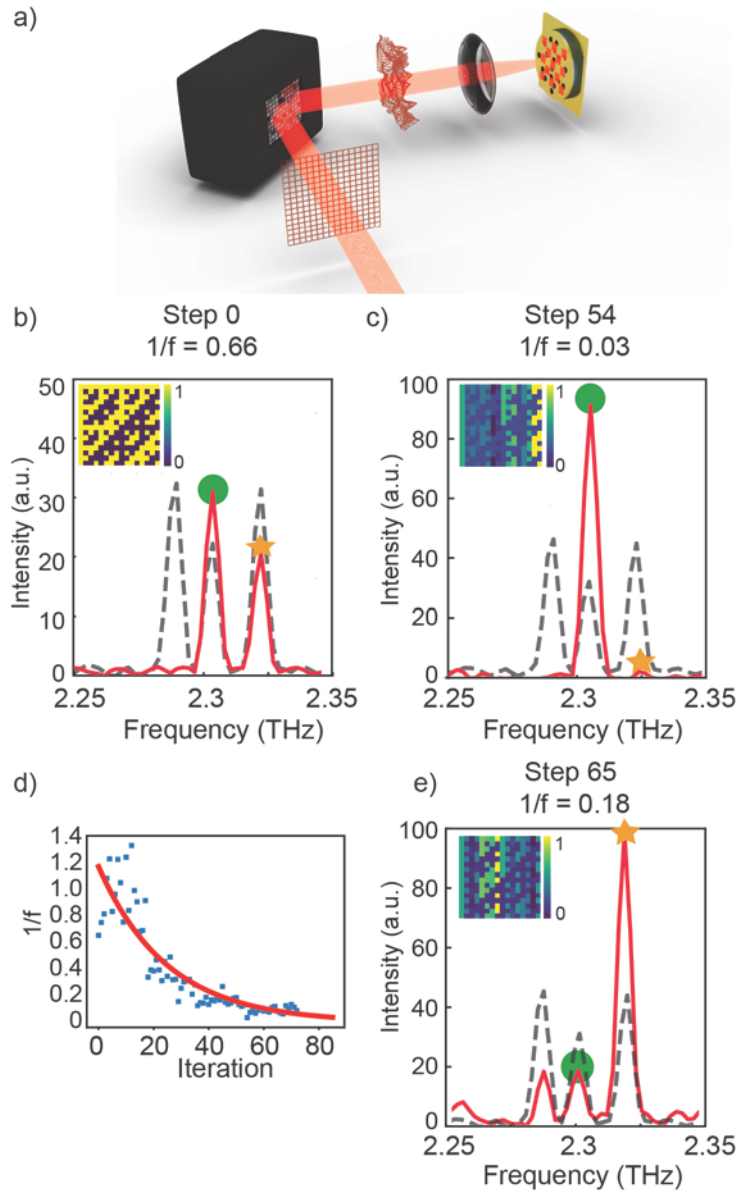 a)
b)
Step 0
1/f = 0.66
50
40
30
20
10
0
Intensity (a.u.)
1
0
2.25
2.3
2.35
Frequency (THz)
c)
Step 54
1/f = 0.03
100
80
60
40
20
0
Intensity (a.u.)
1
0
2.25
2.3
2.35
Frequency (THz)
d)
1.4
1.2
1.0
0.8
0.6
0.4
0.2
0
1/f
0
20
40
60
80
Iteration
e)
Step 65
1/f = 0.18
100
80
60
40
20
0
Intensity (a.u.)
1
0
2.25
2.3
2.35
Frequency (THz)